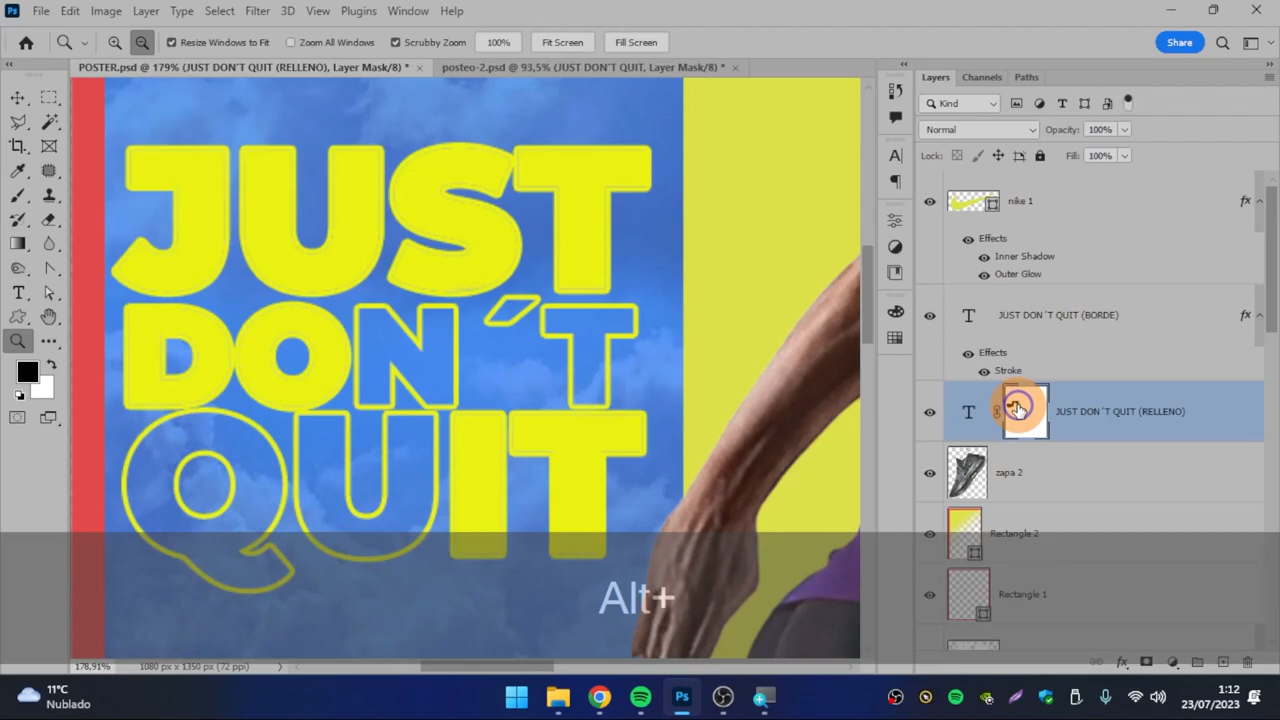 Ps File Edit Image Layer Type Select Filter 3D View Plugins Window Help
Resize Windows to Fit Zoom All Windows Scrubby Zoom 100% Fit Screen Fill Screen Share
POSTER.psd @ 179% (JUST DON´T QUIT (RELLENO), Layer Mask/8) * × posteo-2.psd @ 93,5% (JUST DON´T QUIT, Layer Mask/8) * ×
Layers Channels Paths
Kind
Normal Opacity: 100%
Lock: Fill: 100%
nike 1 fx
Effects
Inner Shadow
Outer Glow
JUST DON´T QUIT (BORDE) fx
Effects
Stroke
JUST DON´T QUIT (RELLENO)
zapa 2
Rectangle 2
Rectangle 1
JUST
DON´T
QUIT
Alt+
178,91% 1080 px x 1350 px (72 ppi)
11°C
Nublado
Ps
1:12
23/07/2023